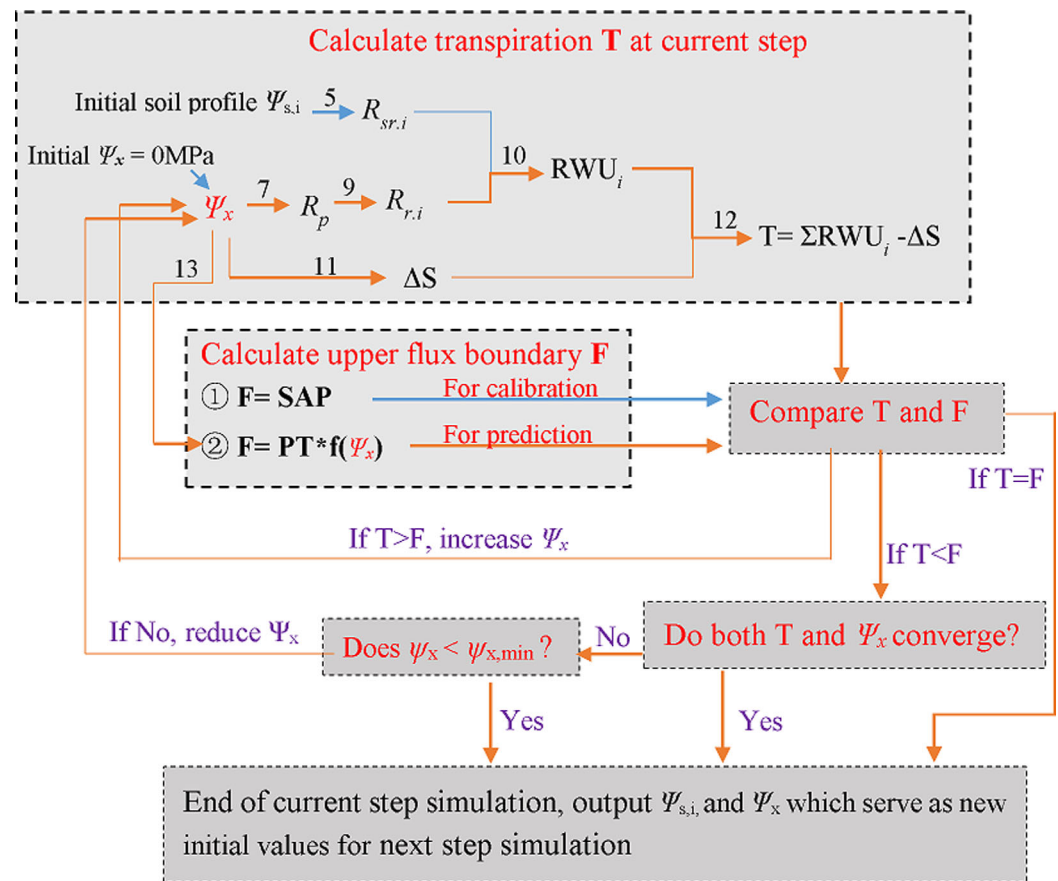 Calculate transpiration T at current step
Initial soil profile Ψs,i
5
Rsr.i
Initial Ψx = 0MPa
10
RWUi
Ψx
7
Rp
9
Rr.i
12
T= ΣRWUi -ΔS
13
11
ΔS
Calculate upper flux boundary F
① F= SAP
For calibration
② F= PT*f(Ψx)
For prediction
Compare T and F
If T=F
If T>F, increase Ψx
If T<F
If No, reduce Ψx
Does ψx < ψx,min ?
No
Do both T and Ψx converge?
Yes
Yes
End of current step simulation, output Ψs,i, and Ψx which serve as new
initial values for next step simulation